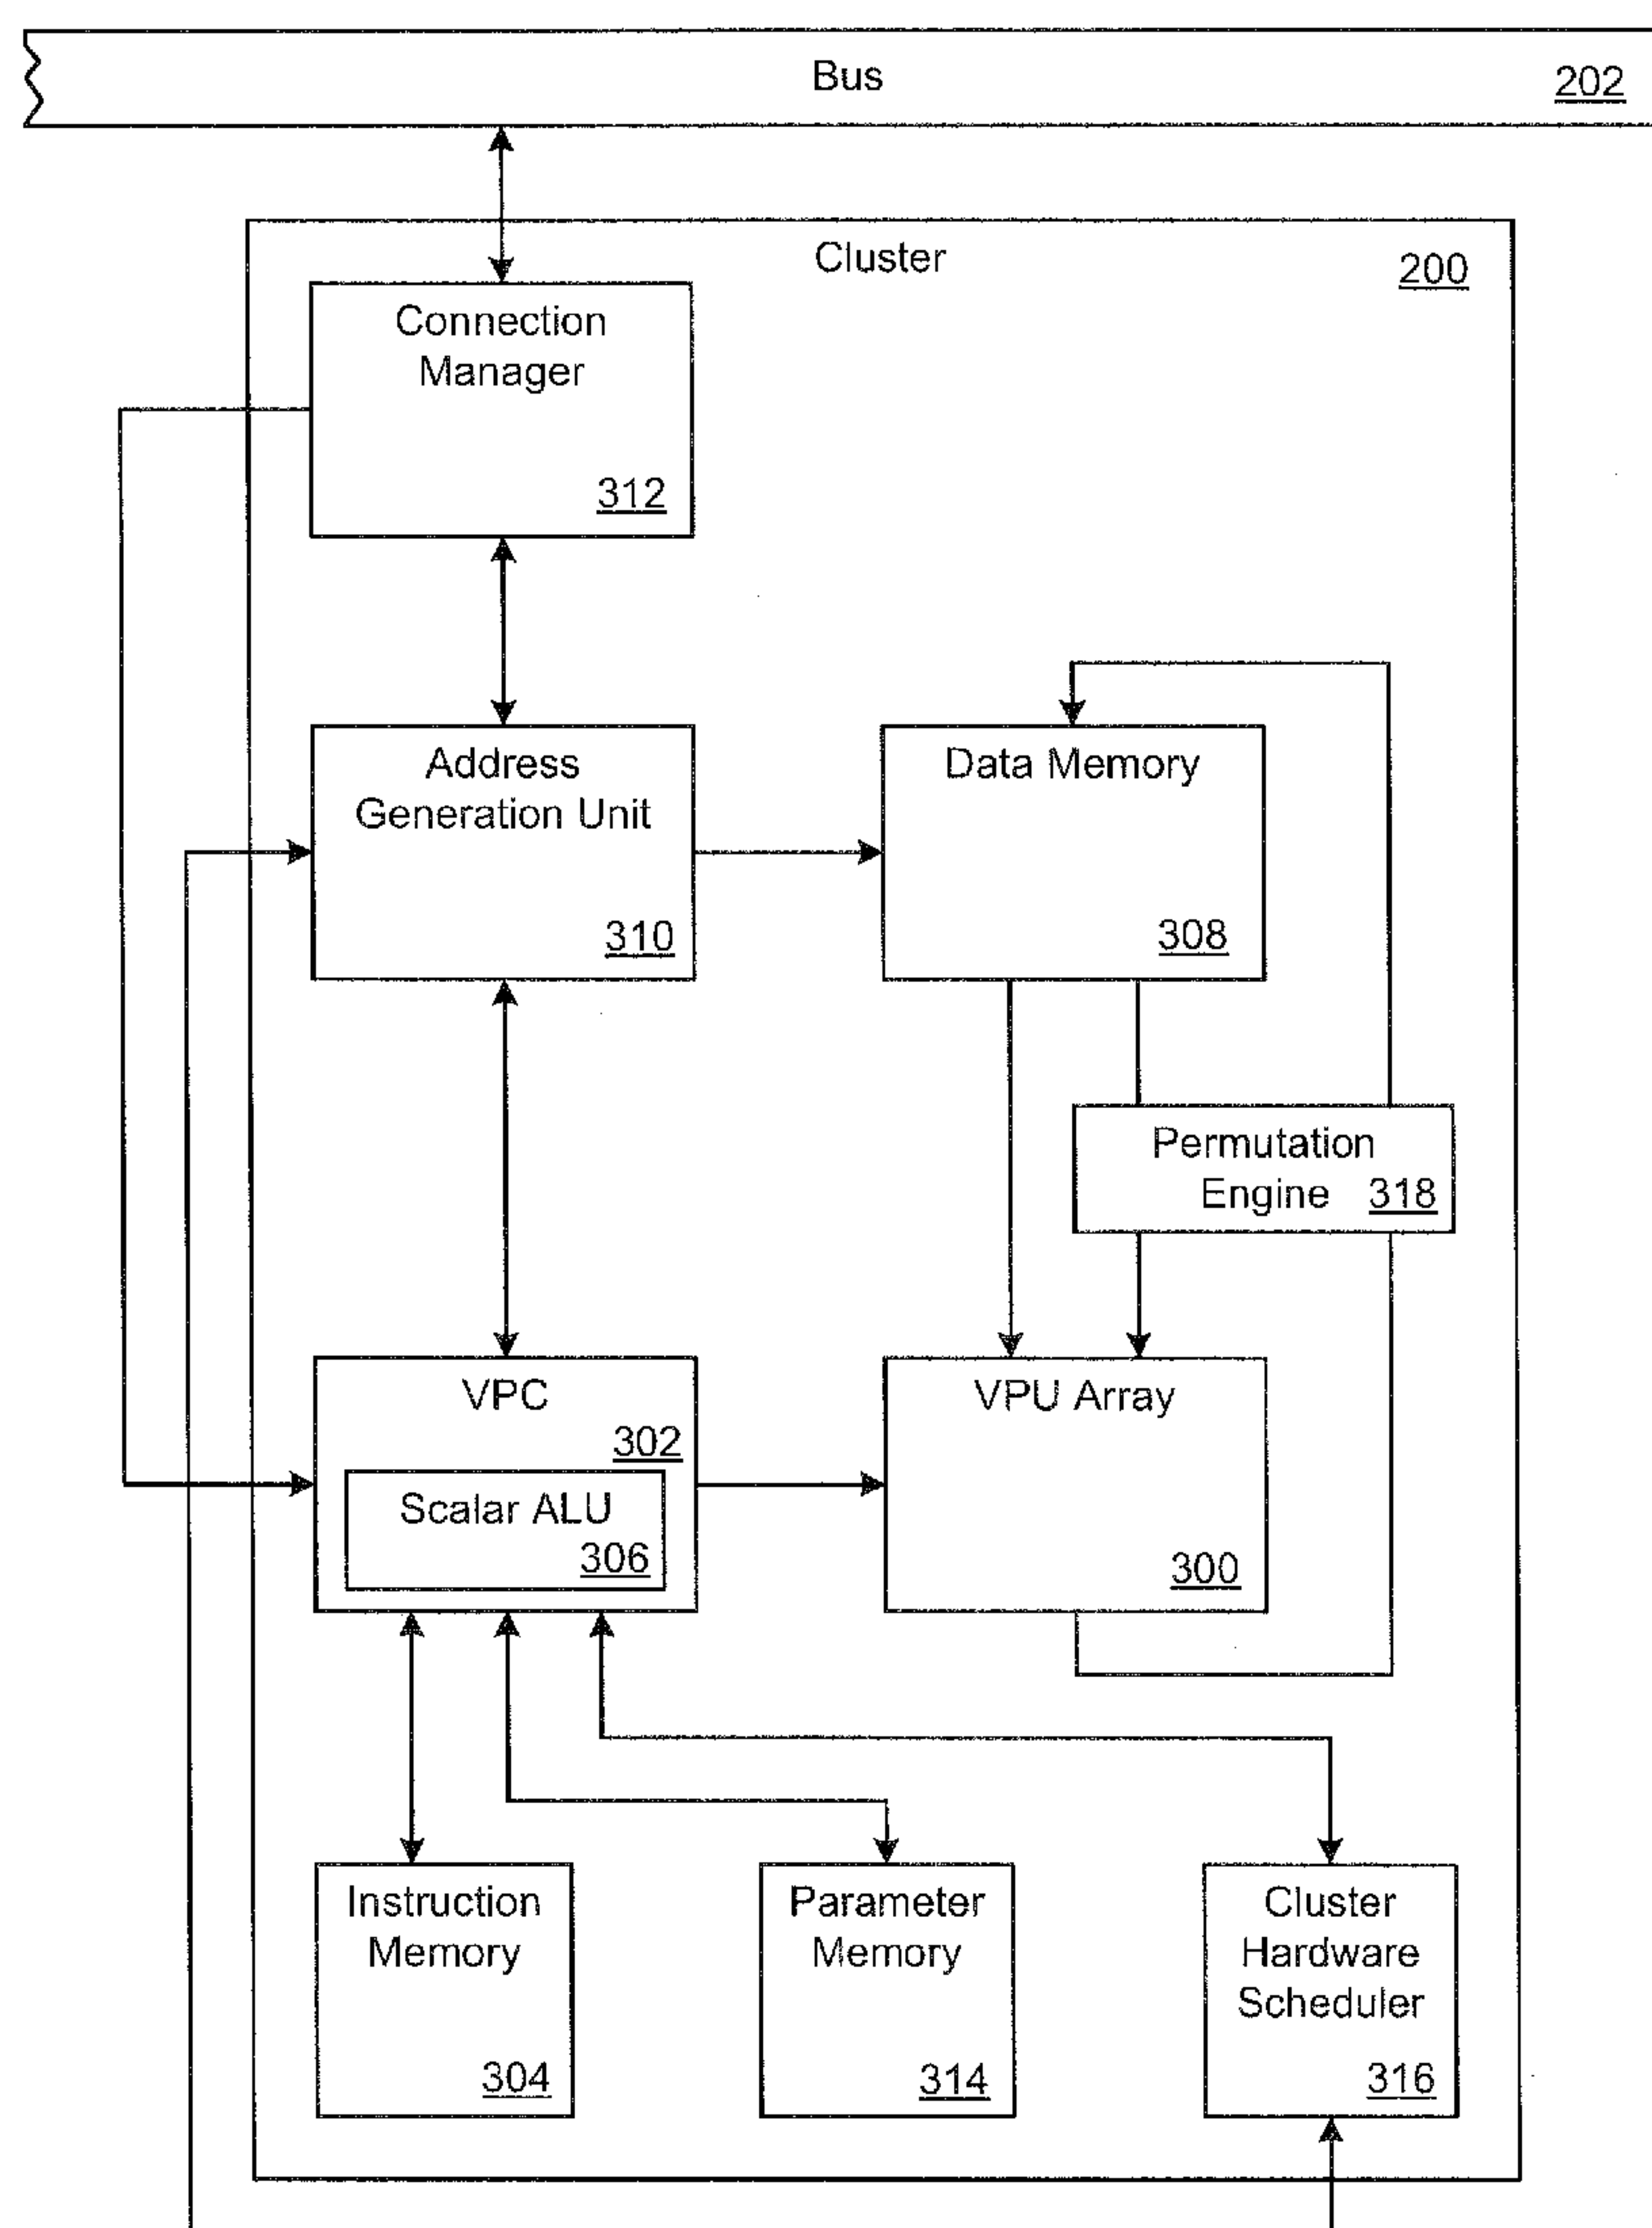 Bus
202
Cluster
200
Connection
Manager
312
Address
Generation Unit
310
Data Memory
308
Permutation
Engine 318
VPC
302
Scalar ALU
306
VPU Array
300
Instruction
Memory
304
Parameter
Memory
314
Cluster
Hardware
Scheduler
316